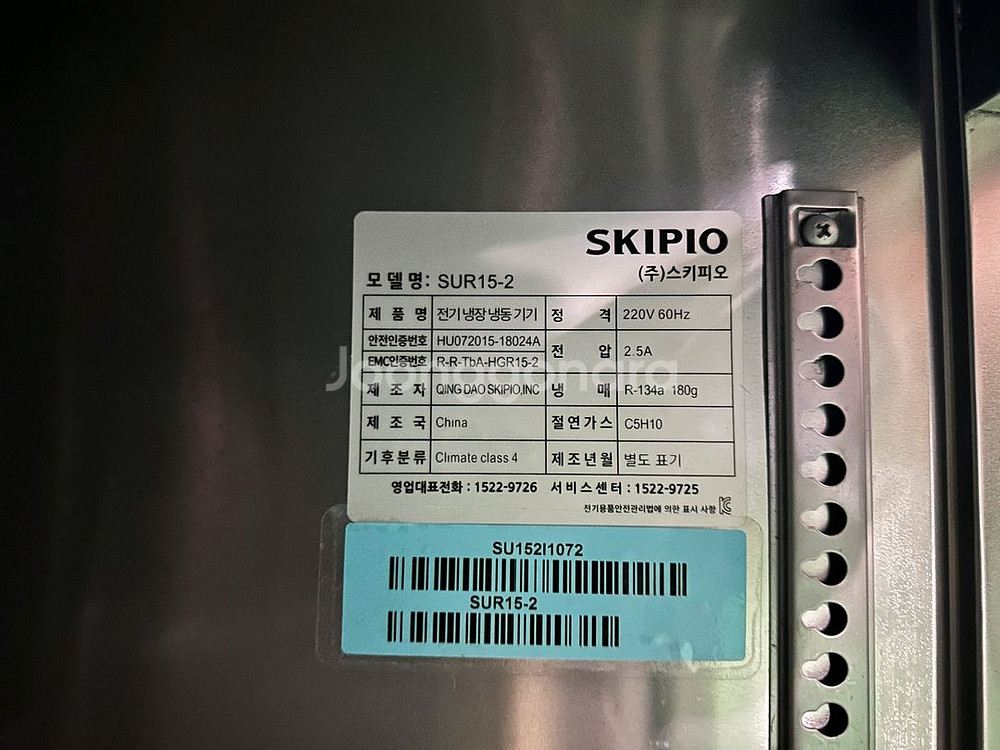 SKIPIO
(주)스키피오
모델명: SUR15-2
제품명 전기 냉장 냉동 기기 정격 220V 60Hz
안전인증번호 HU072015-18024A 전압 2.5A
EMC인증번호 R-R-TbA-HGR15-2
제조자 QING DAO SKIPIO,INC 냉매 R-134a 180g
제조국 China 절연가스 C5H10
기후분류 Climate class 4 제조년월 별도 표기
영업대표전화 : 1522-9726 서비스센터 : 1522-9725
전기용품안전관리법에 의한 표시 사항
SU152I1072
SUR15-2
Joonggonara